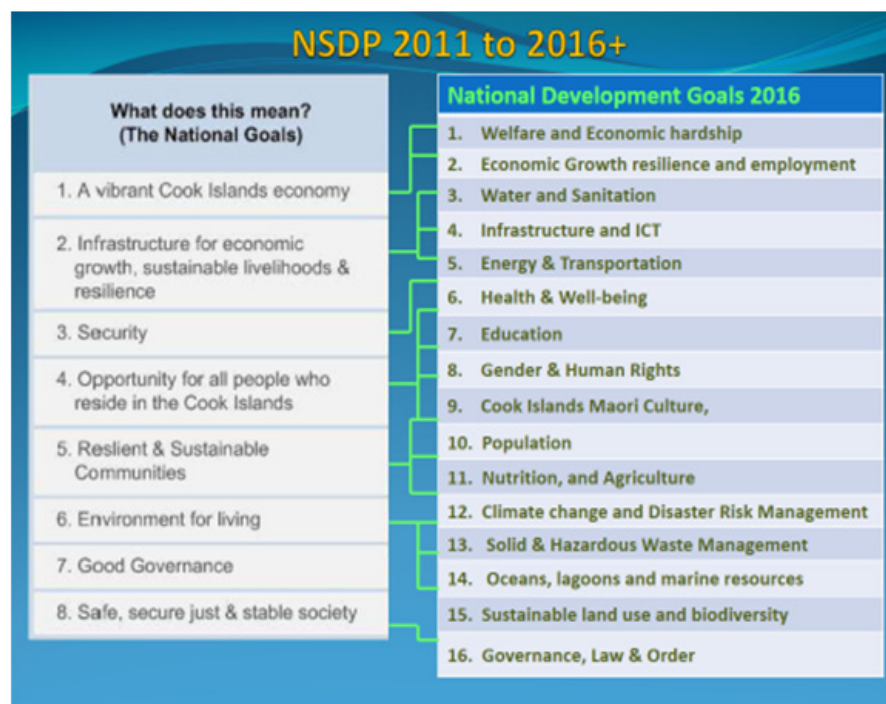 NSDP 2011 to 2016+
What does this mean?
(The National Goals)
1. A vibrant Cook Islands economy
2. Infrastructure for economic
growth, sustainable livelihoods &
resilience
3. Security
4. Opportunity for all people who
reside in the Cook Islands
5. Reslient & Sustainable
Communities
6. Environment for living
7. Good Governance
8. Safe, secure just & stable society
National Development Goals 2016
1. Welfare and Economic hardship
2. Economic Growth resilience and employment
3. Water and Sanitation
4. Infrastructure and ICT
5. Energy & Transportation
6. Health & Well-being
7. Education
8. Gender & Human Rights
9. Cook Islands Maori Culture,
10. Population
11. Nutrition, and Agriculture
12. Climate change and Disaster Risk Management
13. Solid & Hazardous Waste Management
14. Oceans, lagoons and marine resources
15. Sustainable land use and biodiversity
16. Governance, Law & Order